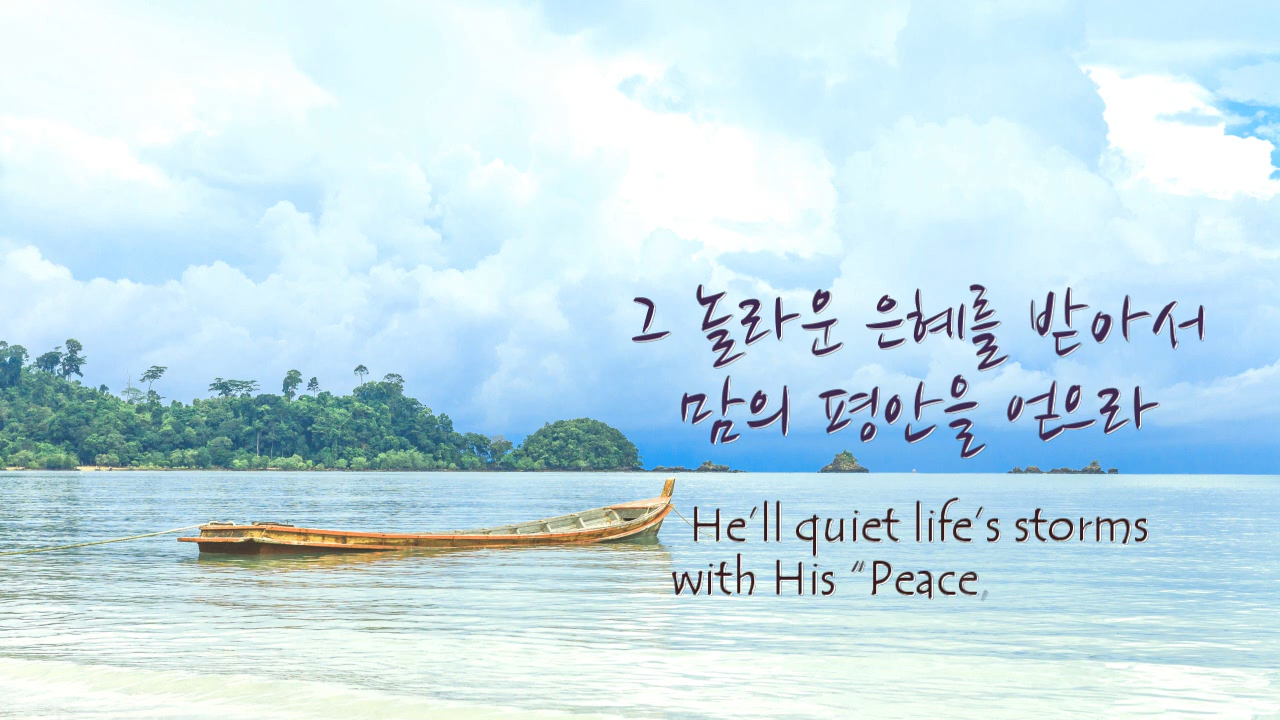 그 놀라운 은혜를 받아서
맘의 평안을 얻으라
He'll quiet life's storms
with His "Peace,